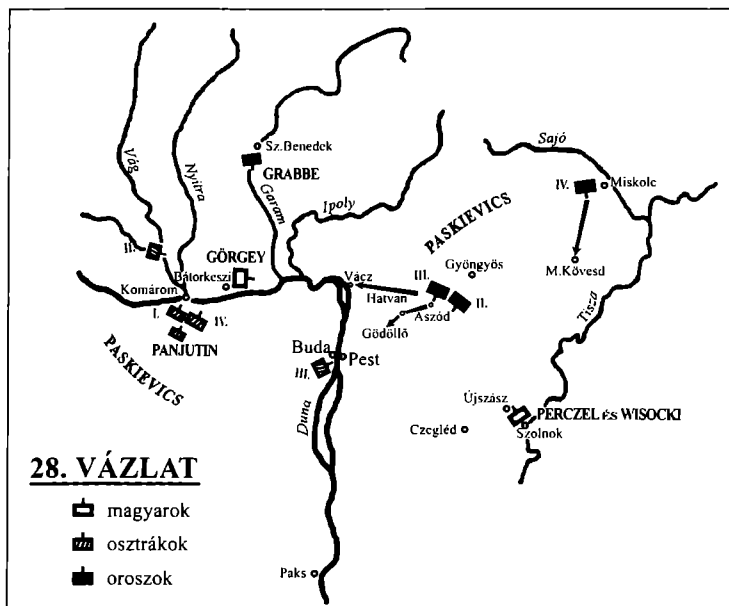 Sz.Benedek
GRABBE
Vág
Nyitra
Garam
Ipoly
Sajó
IV.
Miskolc
PASKIEVICS
II.
GÖRGEY
Bátorkeszi
Komárom
Vácz
III.
Gyöngyös
M.Kövesd
Hatvan
II.
I.
IV.
Aszód
Gödöllő
Tisza
PANJUTIN
PASKIEVICS
Buda
Pest
III.
Duna
Újszász
PERCZEL és WISOCKI
Czegléd
Szolnok
28. VÁZLAT
magyarok
osztrákok
oroszok
Paks